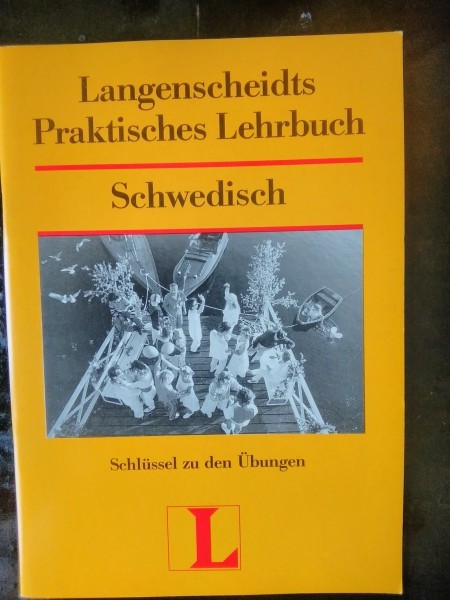 Langenscheidts
Praktisches Lehrbuch
Schwedisch
Schlüssel zu den Übungen
L